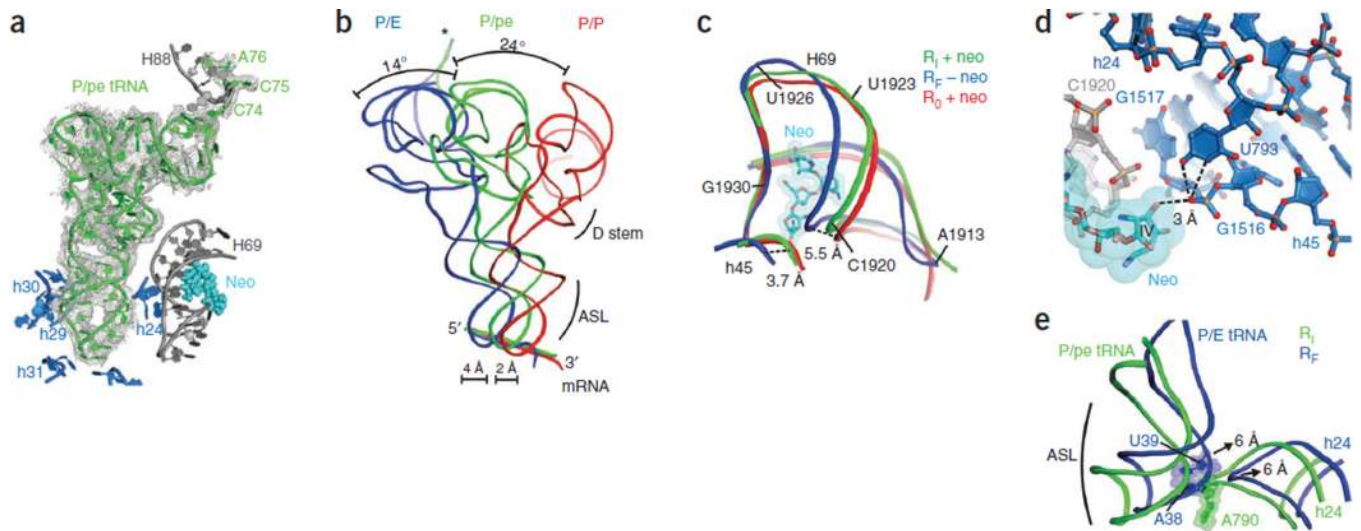 a
H88
A76
P/pe tRNA
C75
C74
H69
Neo
h30
h29
h24
h31
b
P/E
P/pe
P/P
*
24°
14°
D stem
ASL
5′
3′
4 Å
2 Å
mRNA
c
H69
RI + neo
RF – neo
R0 + neo
U1926
U1923
Neo
G1930
A1913
5.5 Å
C1920
h45
3.7 Å
d
h24
C1920
G1517
U793
3 Å
IV
G1516
h45
Neo
e
P/pe tRNA
P/E tRNA
RI
RF
U39
6 Å
h24
ASL
6 Å
A38
A790
h24